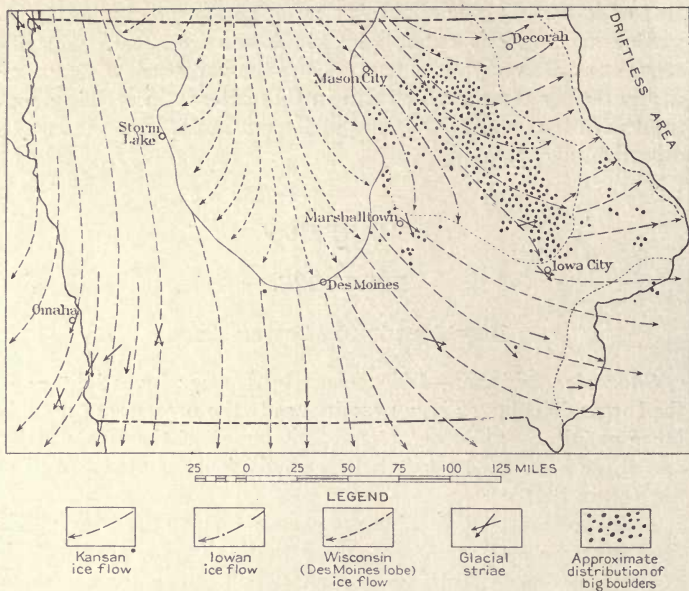 Decorah
DRIFTLESS AREA
Mason City
Storm
Lake
Marshalltown
Iowa City
Des Moines
Omaha
25 0 25 50 75 100 125 MILES
LEGEND
Kansan
ice flow
Iowan
ice flow
Wisconsin
(Des Moines lobe)
ice flow
Glacial
striae
Approximate
distribution of
big boulders